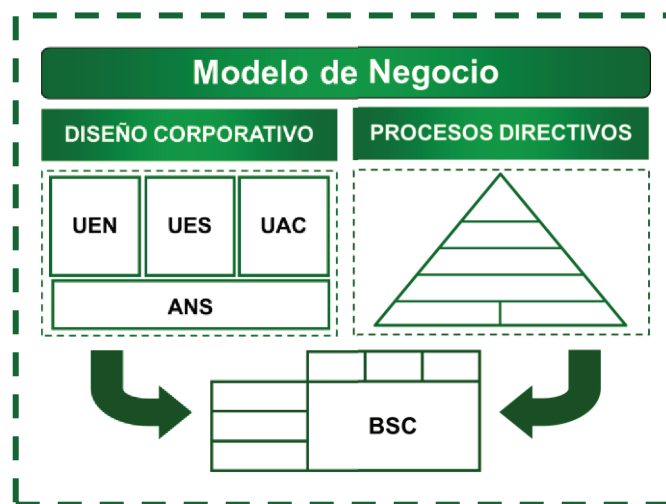 Modelo de Negocio
DISEÑO CORPORATIVO
PROCESOS DIRECTIVOS
UEN
UES
UAC
ANS
BSC